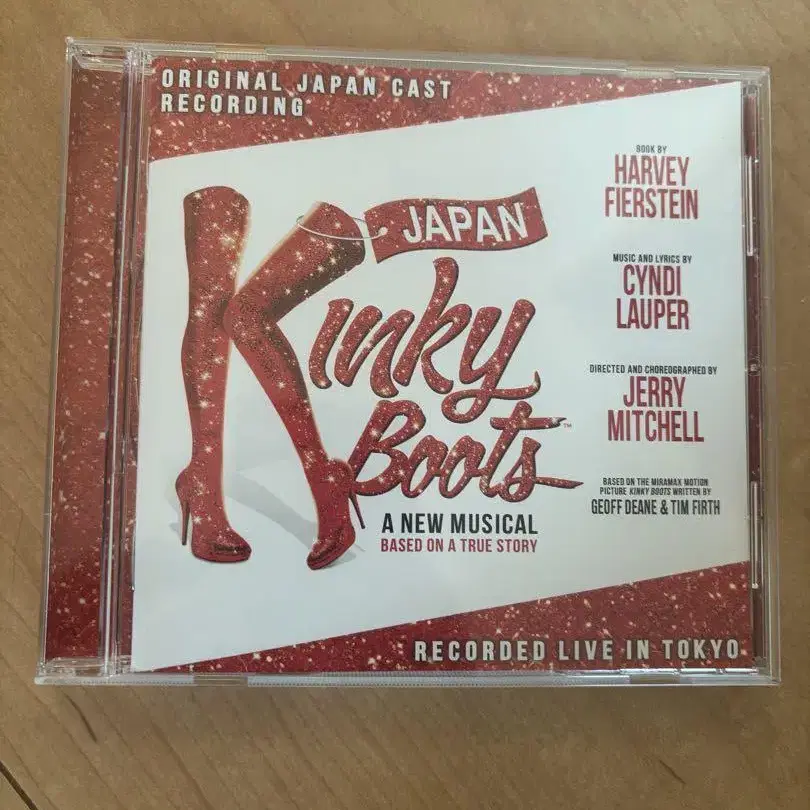 ORIGINAL JAPAN CAST
RECORDING
JAPAN
Kinky
Boots™
A NEW MUSICAL
BASED ON A TRUE STORY
BOOK BY
HARVEY
FIERSTEIN
MUSIC AND LYRICS BY
CYNDI
LAUPER
DIRECTED AND CHOREOGRAPHED BY
JERRY
MITCHELL
BASED ON THE MIRAMAX MOTION
PICTURE KINKY BOOTS WRITTEN BY
GEOFF DEANE & TIM FIRTH
RECORDED LIVE IN TOKYO